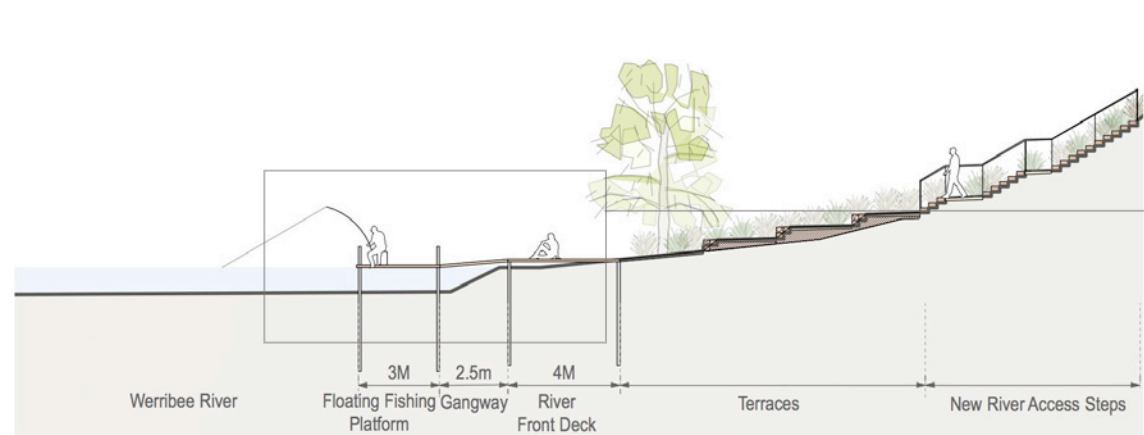 3M
2.5m
4M
Werribee River
Floating Fishing
Platform
Gangway
River
Front Deck
Terraces
New River Access Steps